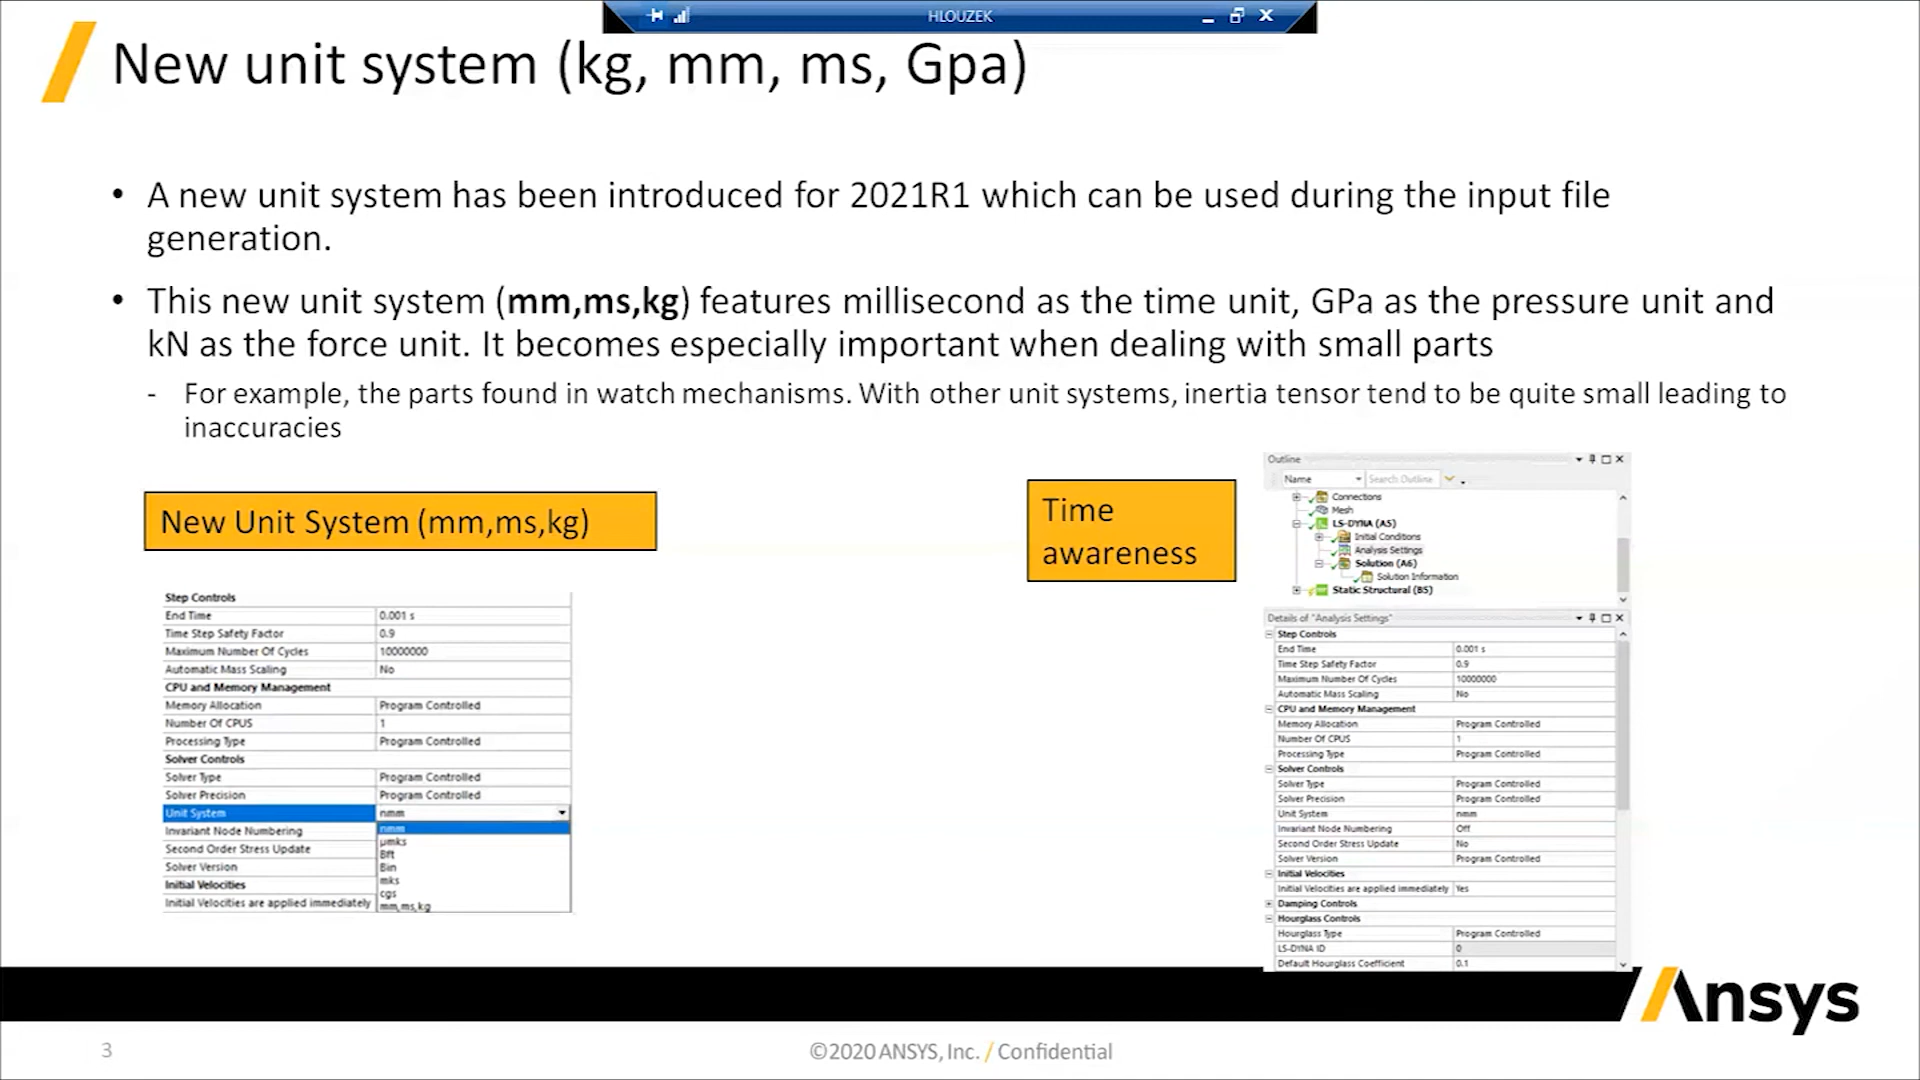 HLOUZEK
New unit system (kg, mm, ms, Gpa)
• A new unit system has been introduced for 2021R1 which can be used during the input file
generation.
• This new unit system (mm,ms,kg) features millisecond as the time unit, GPa as the pressure unit and
kN as the force unit. It becomes especially important when dealing with small parts
- For example, the parts found in watch mechanisms. With other unit systems, inertia tensor tend to be quite small leading to
inaccuracies
New Unit System (mm,ms,kg)
Step Controls
End Time 0.001 s
Time Step Safety Factor 0.9
Maximum Number Of Cycles 10000000
Automatic Mass Scaling No
CPU and Memory Management
Memory Allocation Program Controlled
Number Of CPUS 1
Processing Type Program Controlled
Solver Controls
Solver Type Program Controlled
Solver Precision Program Controlled
Unit System nmm
Invariant Node Numbering nmm
µmks
Second Order Stress Update Bft
Solver Version Bin
mks
Initial Velocities cgs
Initial Velocities are applied immediately mm,ms,kg
Time
awareness
Outline
Name Search Outline
Connections
Mesh
LS-DYNA (A5)
Initial Conditions
Analysis Settings
Solution (A6)
Solution Information
Static Structural (B5)
Details of "Analysis Settings"
Step Controls
End Time 0.001 s
Time Step Safety Factor 0.9
Maximum Number Of Cycles 10000000
Automatic Mass Scaling No
CPU and Memory Management
Memory Allocation Program Controlled
Number Of CPUS 1
Processing Type Program Controlled
Solver Controls
Solver Type Program Controlled
Solver Precision Program Controlled
Unit System nmm
Invariant Node Numbering Off
Second Order Stress Update No
Solver Version Program Controlled
Initial Velocities
Initial Velocities are applied immediately Yes
Damping Controls
Hourglass Controls
Hourglass Type Program Controlled
LS-DYNA ID 0
Default Hourglass Coefficient 0.1
Ansys
3
©2020 ANSYS, Inc. / Confidential